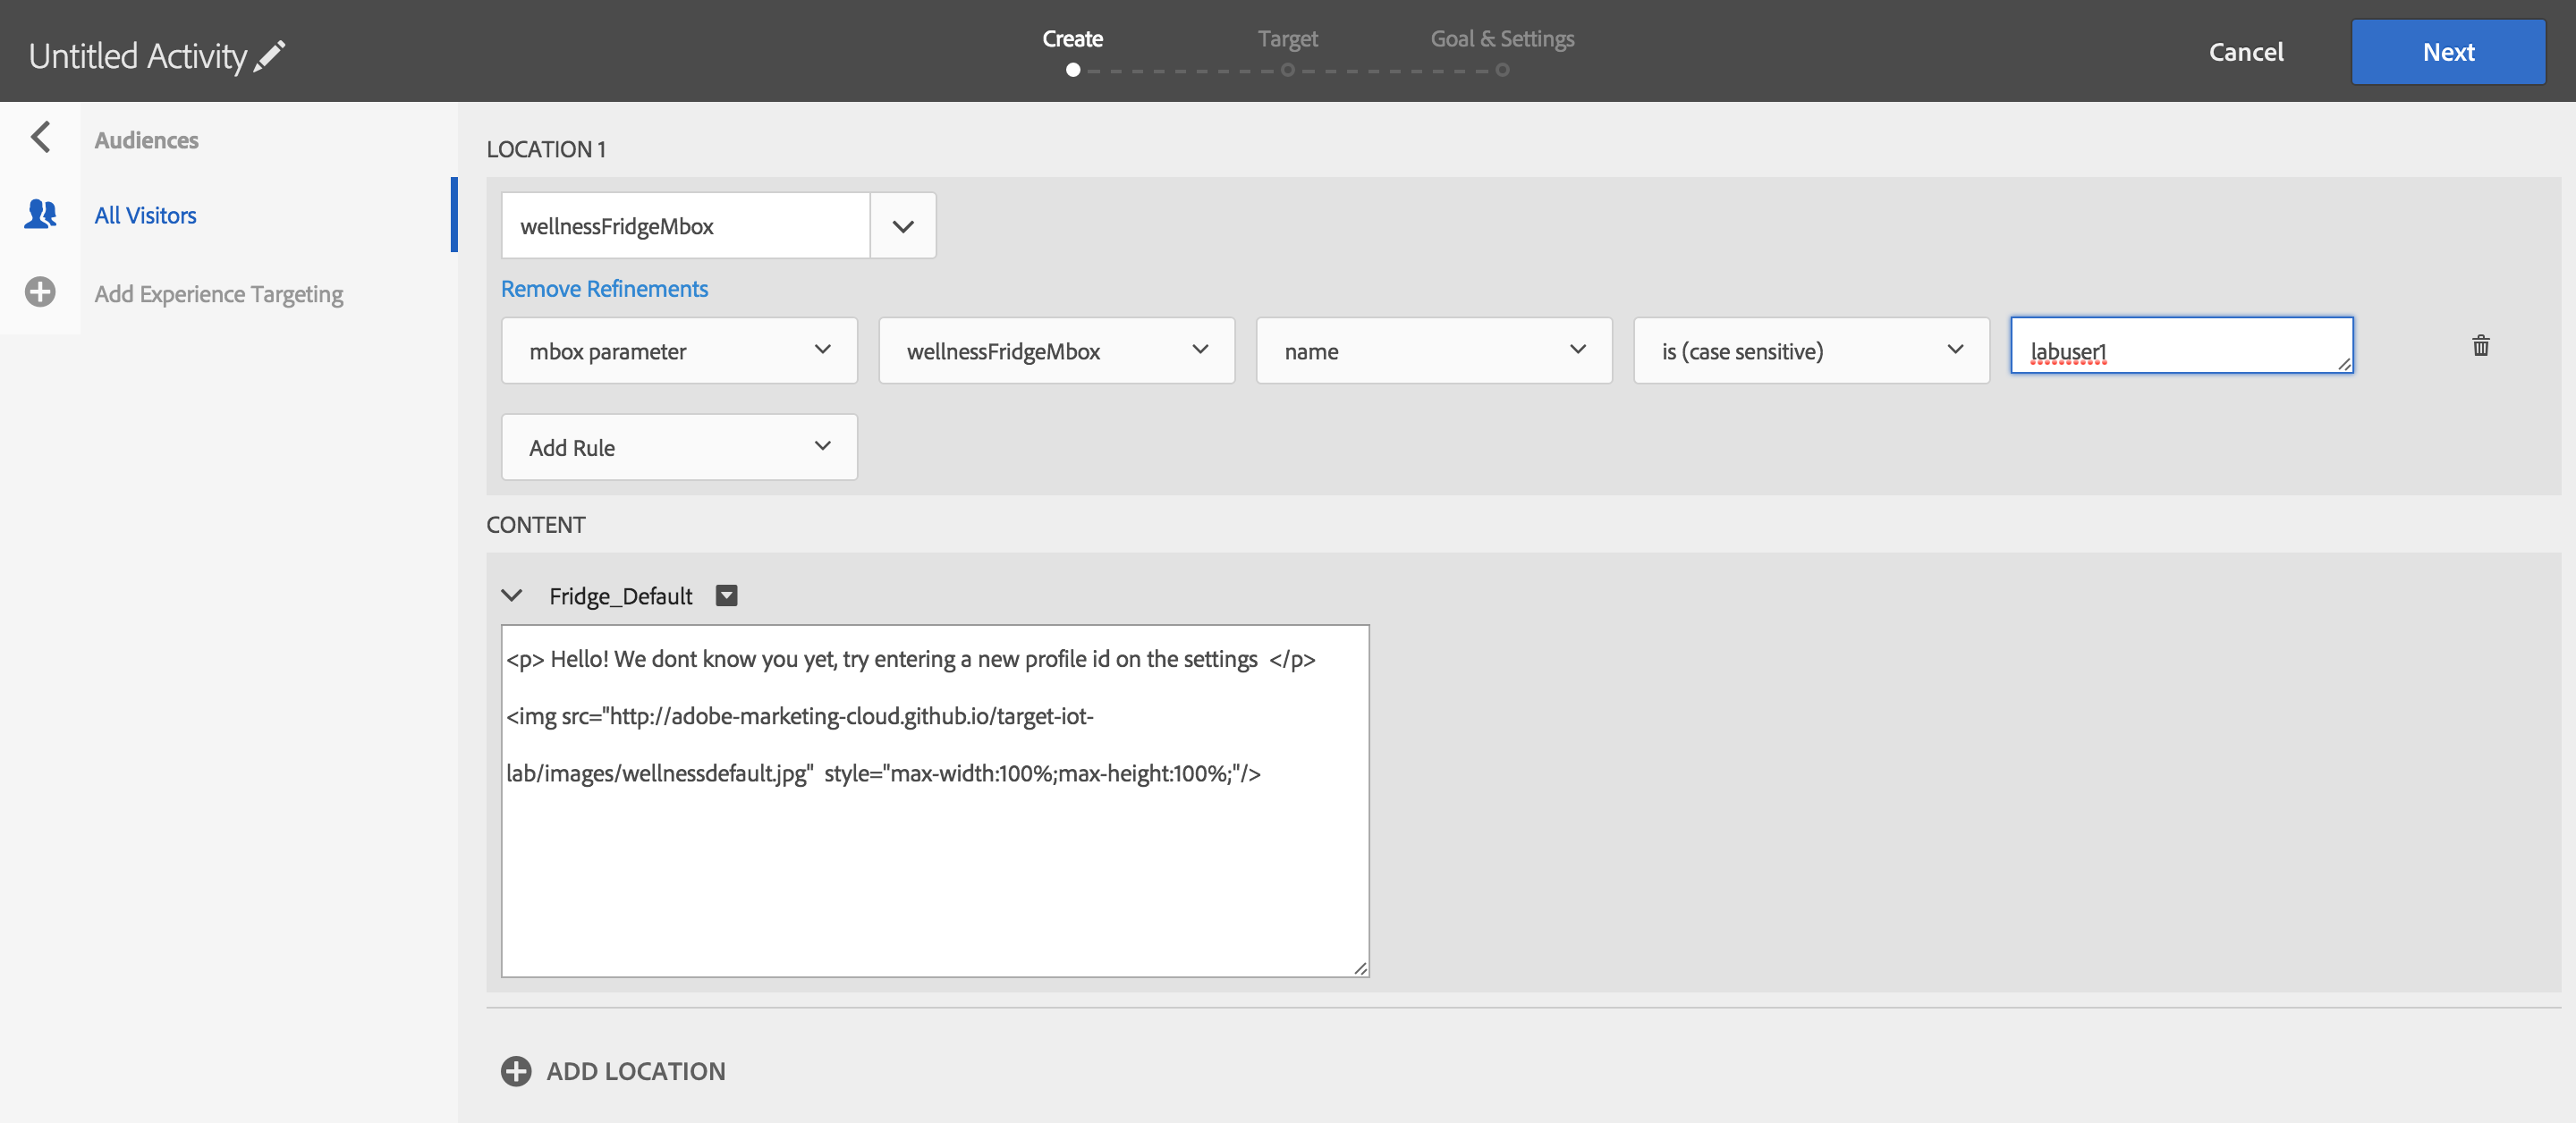 Untitled Activity
Create
Target
Goal & Settings
Cancel
Next
Audiences
All Visitors
Add Experience Targeting
LOCATION 1
wellnessFridgeMbox
Remove Refinements
mbox parameter
wellnessFridgeMbox
name
is (case sensitive)
labuser1
Add Rule
CONTENT
Fridge_Default
<p> Hello! We dont know you yet, try entering a new profile id on the settings  </p>
<img src="http://adobe-marketing-cloud.github.io/target-iot-
lab/images/wellnessdefault.jpg"  style="max-width:100%;max-height:100%;"/>
ADD LOCATION